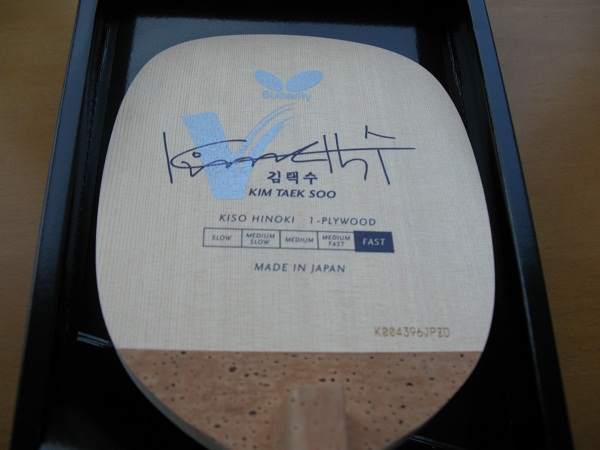 Butterfly
V
김택수
KIM TAEK SOO
KISO HINOKI 1-PLYWOOD
SLOW MEDIUM SLOW MEDIUM MEDIUM FAST FAST
MADE IN JAPAN